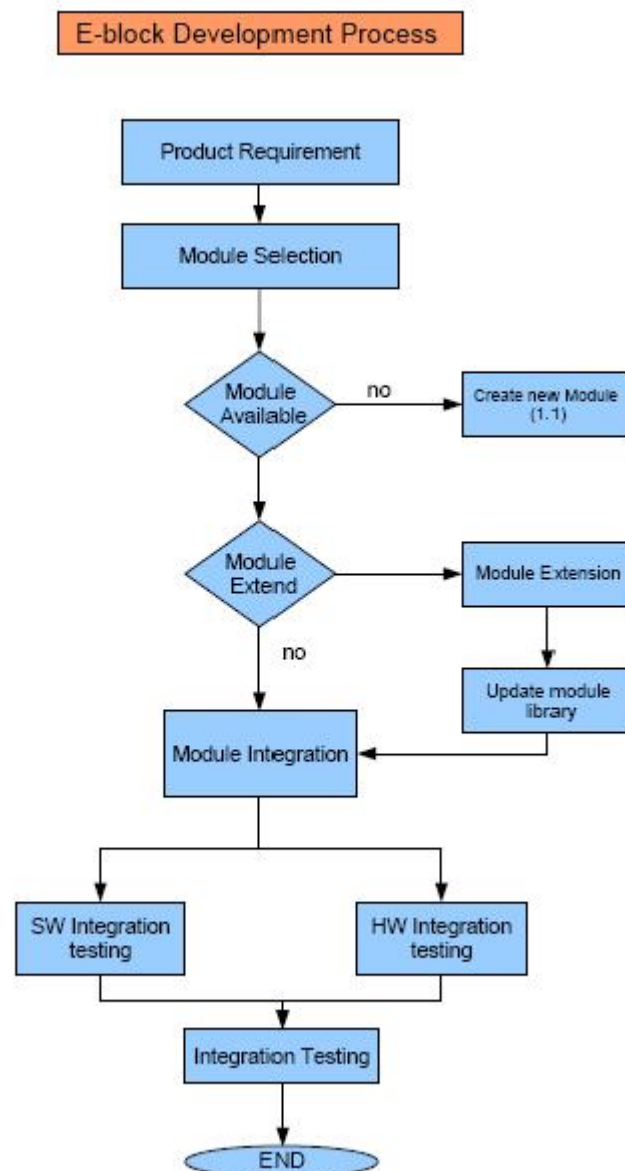 E-block Development Process
Product Requirement
Module Selection
Module
Available
no
Create new Module
(1.1)
Module
Extend
Module Extension
no
Update module
library
Module Integration
SW Integration
testing
HW Integration
testing
Integration Testing
END